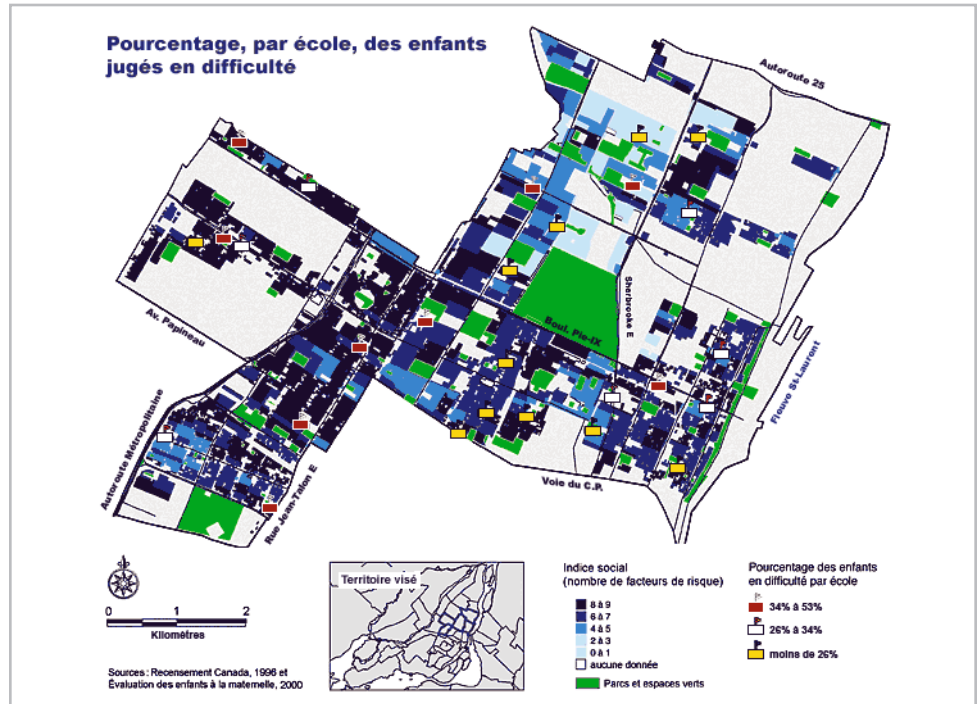 Pourcentage, par école, des enfants
jugés en difficulté
Autoroute 25
Sherbrooke E
Boul. Pie-IX
Av. Papineau
Fleuve St-Laurent
Autoroute Métropolitaine
Rue Jean-Talon E
Voie du C.P.
0 1 2
Kilomètres
Territoire visé
Indice social
(nombre de facteurs de risque)
8 à 9
6 à 7
4 à 5
2 à 3
0 à 1
aucune donnée
Parcs et espaces verts
Pourcentage des enfants
en difficulté par école
34% à 53%
26% à 34%
moins de 26%
Sources : Recensement Canada, 1996 et
Évaluation des enfants à la maternelle, 2000